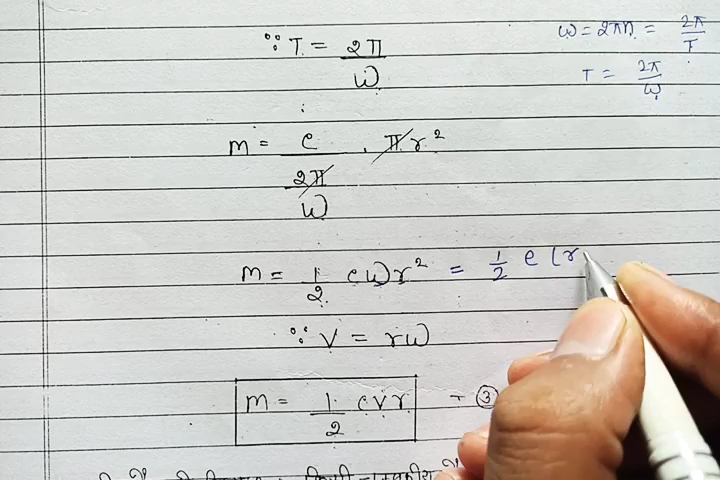 ∵ T = 2π / ω
ω = 2πn = 2π / T
T = 2π / ω
m = e / (2π / ω) . πr²
m = 1/2 eωr² = 1/2 e (r
∵ v = rω
m = 1/2 evr - ③